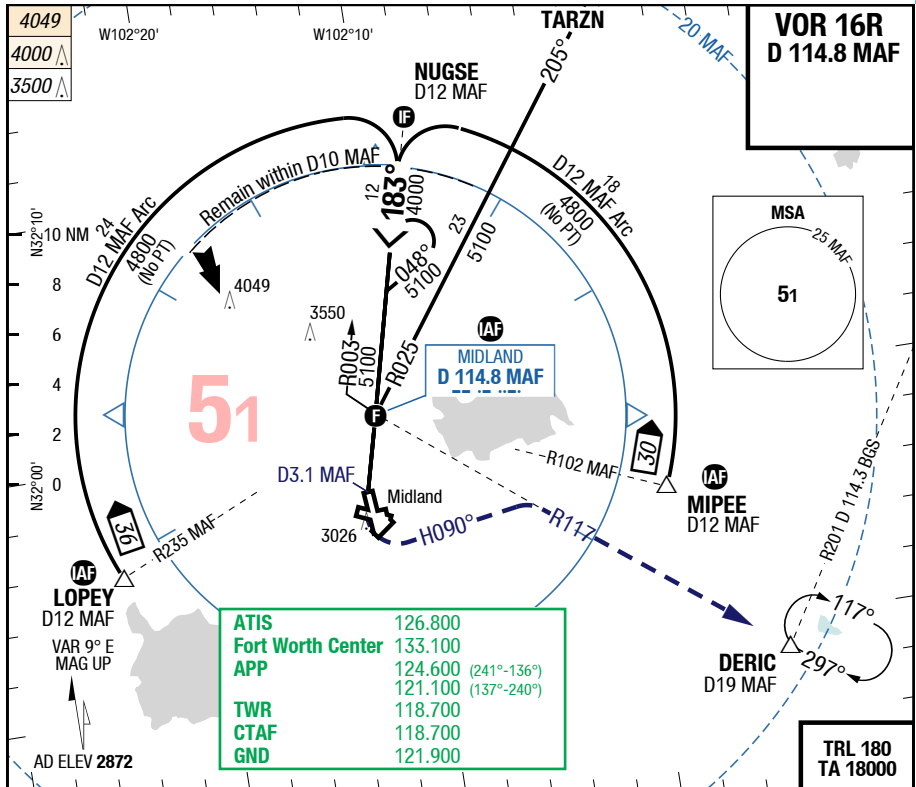 4049
4000
3500
W102°20'
W102°10'
TARZN
20 MAF
VOR 16R
D 114.8 MAF
205°
NUGSE
D12 MAF
IF
Remain within D10 MAF
12
183°
4000
24
D12 MAF Arc
4800
(No PT)
18
D12 MAF Arc
4800
(No PT)
23
5100
048°
5100
N32°10'
10 NM
8
6
4
2
0
N32°00'
4049
3550
R003
5100
R025
MSA
25 MAF
51
IAF
MIDLAND
D 114.8 MAF
51
F
D3.1 MAF
Midland
3026
H090°
R117
R102 MAF
30
IAF
MIPEE
D12 MAF
R201 D 114.3 BGS
36
R235 MAF
IAF
LOPEY
D12 MAF
VAR 9° E
MAG UP
AD ELEV 2872
117°
297°
DERIC
D19 MAF
ATIS 126.800
Fort Worth Center 133.100
APP 124.600 (241°-136°)
121.100 (137°-240°)
TWR 118.700
CTAF 118.700
GND 121.900
TRL 180
TA 18000